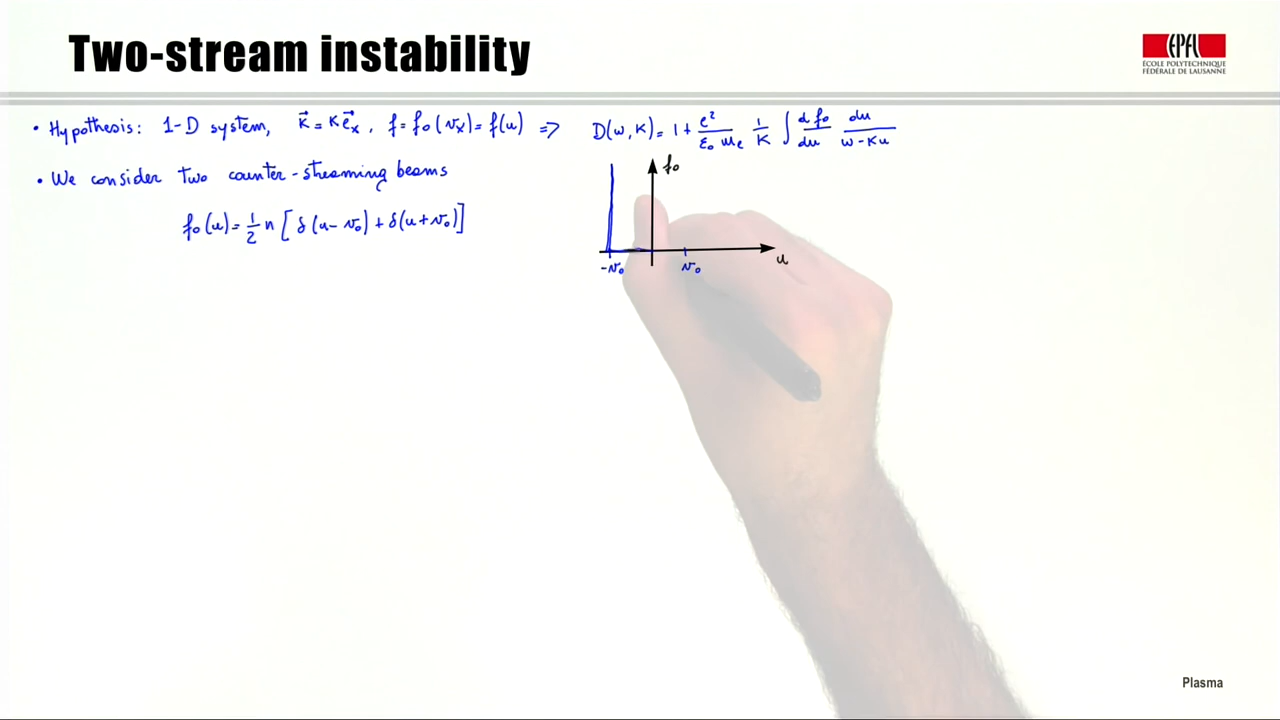 Two-stream instability
EPFL
ÉCOLE POLYTECHNIQUE
FÉDÉRALE DE LAUSANNE
• Hypothesis: 1-D system, k⃗ = k e⃗ₓ, f = f₀(vₓ) = f(u) => D(ω,k) = 1 + e²/(ε₀ mₑ) 1/k ∫ df₀/du du/(ω - ku)
• We consider two counter-streaming beams
f₀(u) = 1/2 n [δ(u - v₀) + δ(u + v₀)]
f₀
-v₀ v₀ u
Plasma